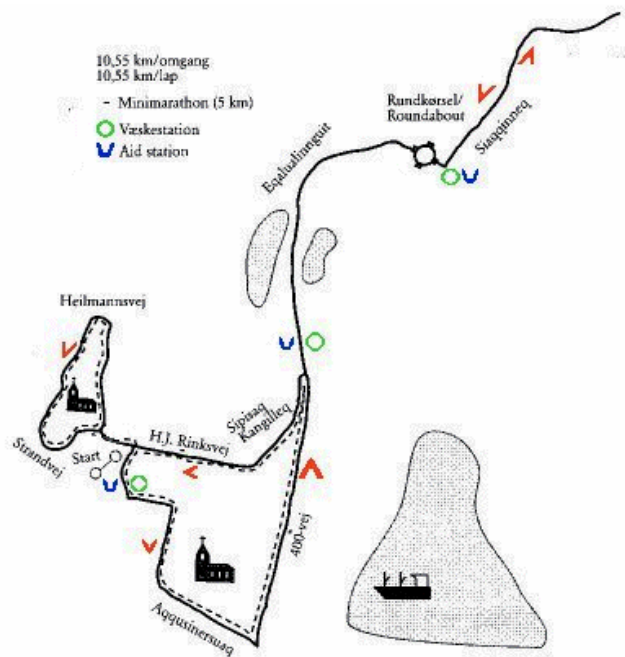 10,55 km/omgang
10,55 km/lap
- Minimarathon (5 km)
Væskestation
Aid station
Rundkørsel/
Roundabout
Siaqqinneq
Eqalualinnguit
Heilmannsvej
Sipisaq
Kangilleq
H.J. Rinksvej
Strandvej
Start
400-vej
Aqqusinersuaq